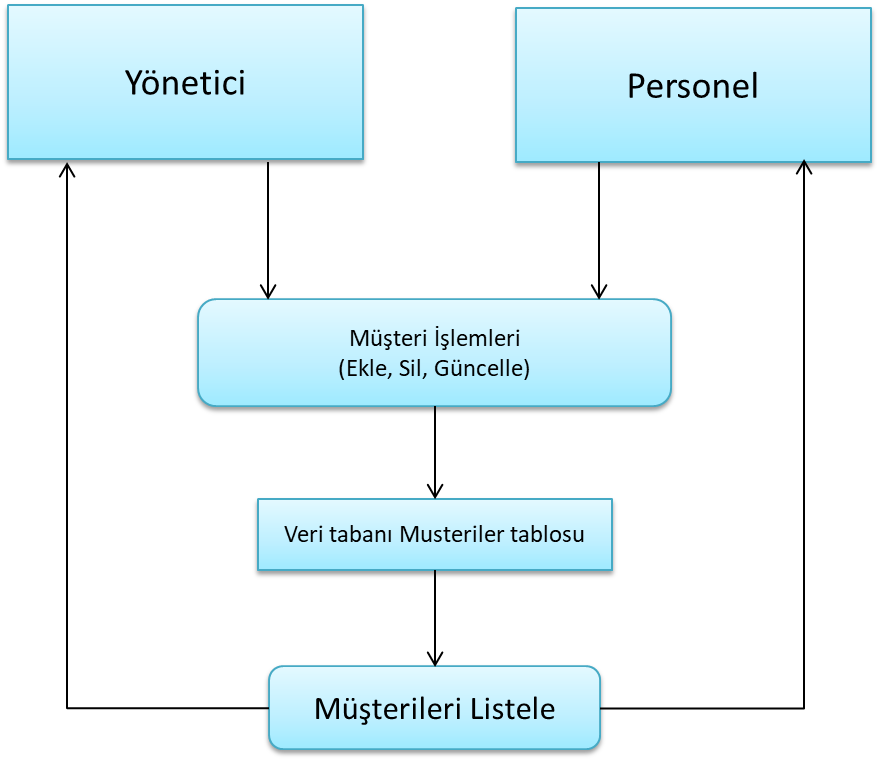 Yönetici
Personel
Müşteri İşlemleri
(Ekle, Sil, Güncelle)
Veri tabanı Musteriler tablosu
Müşterileri Listele